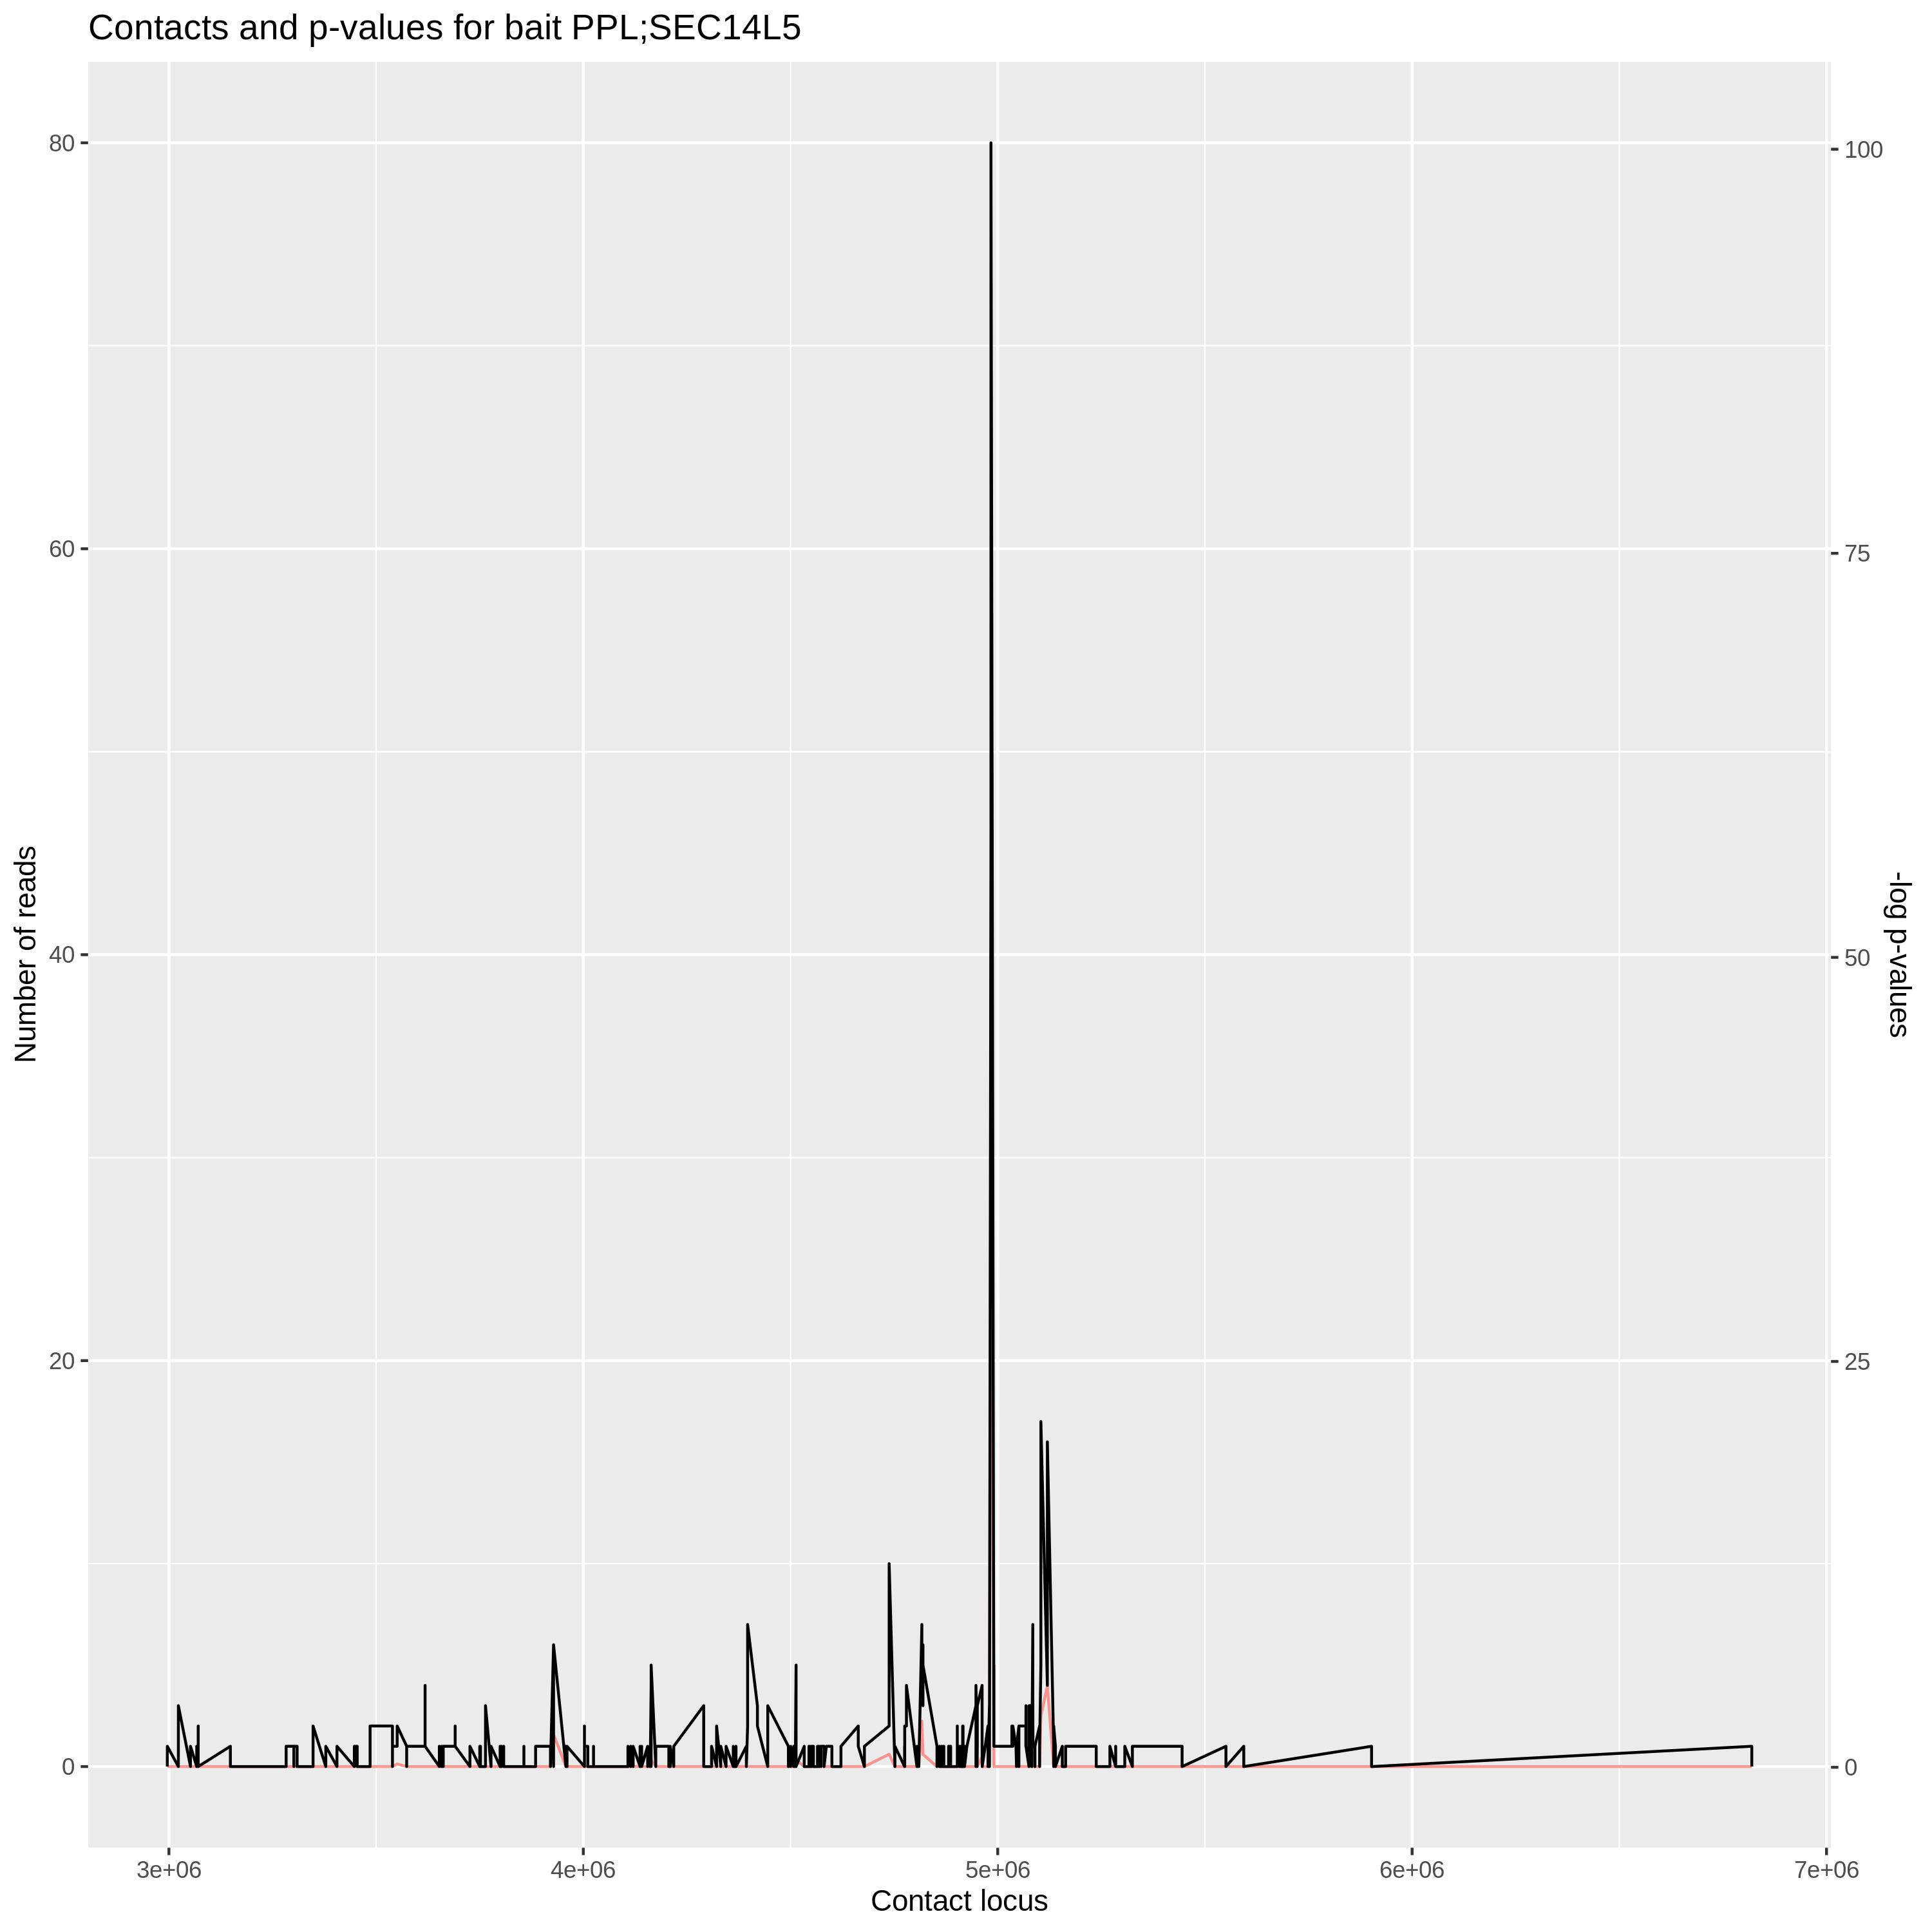 Contacts and p-values for bait PPL;SEC14L5
80
60
40
20
0
Number of reads
100
75
50
25
0
-log p-values
3e+06 4e+06 5e+06 6e+06 7e+06
Contact locus